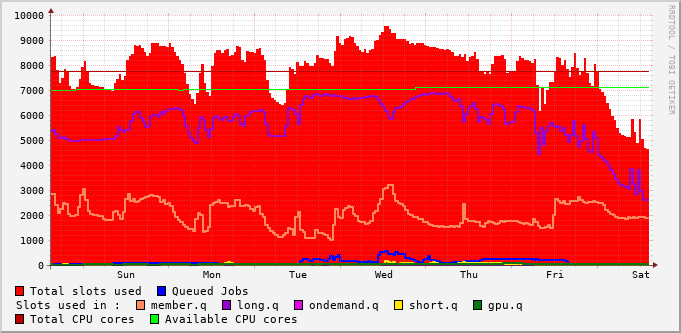 RRDTOOL / TOBI OETIKER
10000
9000
8000
7000
6000
5000
4000
3000
2000
1000
0
Sun Mon Tue Wed Thu Fri Sat
Total slots used Queued Jobs
Slots used in : member.q long.q ondemand.q short.q gpu.q
Total CPU cores Available CPU cores